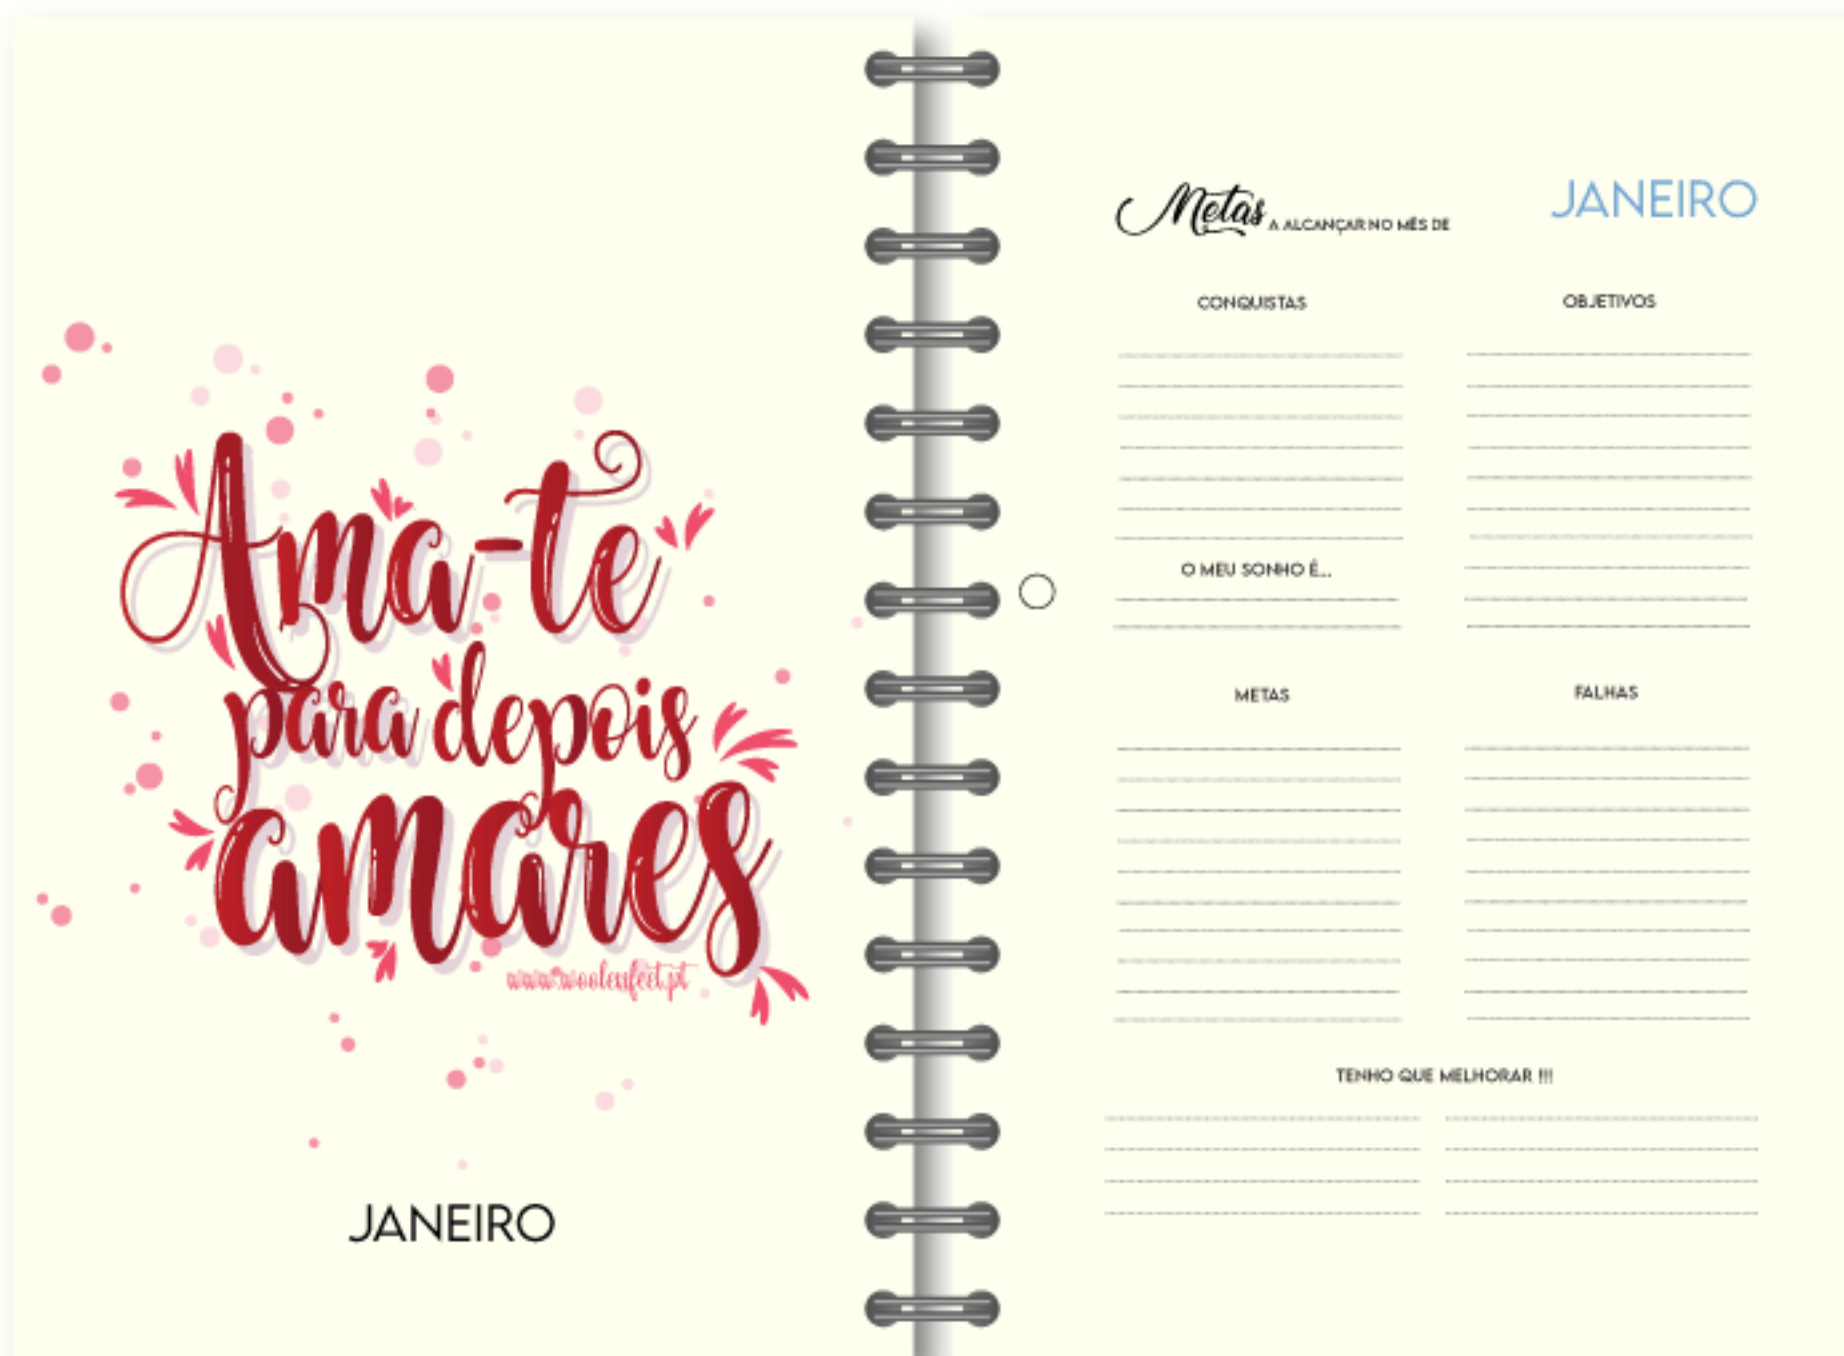 Ama-te
para depois
amares
www.woolenfeet.pt
JANEIRO
Metas A ALCANÇAR NO MÊS DE
JANEIRO
CONQUISTAS
OBJETIVOS
O MEU SONHO É...
METAS
FALHAS
TENHO QUE MELHORAR !!!